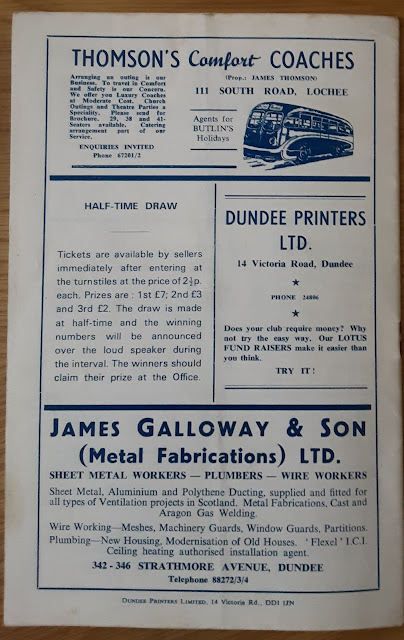 THOMSON'S Comfort COACHES
(Prop.: JAMES THOMSON)
Arranging an outing is our
Business. To travel in Comfort
and Safety is our Concern.
We offer you Luxury Coaches
at Moderate Cost. Church
Outings and Theatre Parties a
Speciality. Please send for
Brochure. 29, 38 and 41-
Seaters available. Catering
arrangement part of our
Service.
ENQUIRIES INVITED
Phone 67201/2
111 SOUTH ROAD, LOCHEE
Agents for
BUTLIN'S
Holidays
HALF-TIME DRAW
Tickets are available by sellers
immediately after entering at
the turnstiles at the price of 2½p.
each. Prizes are : 1st £7; 2nd £3
and 3rd £2. The draw is made
at half-time and the winning
numbers will be announced
over the loud speaker during
the interval. The winners should
claim their prize at the Office.
DUNDEE PRINTERS
LTD.
14 Victoria Road, Dundee
PHONE 24806
Does your club require money? Why
not try the easy way. Our LOTUS
FUND RAISERS make it easier than
you think.
TRY IT !
JAMES GALLOWAY & SON
(Metal Fabrications) LTD.
SHEET METAL WORKERS — PLUMBERS — WIRE WORKERS
Sheet Metal, Aluminium and Polythene Ducting, supplied and fitted for
all types of Ventilation projects in Scotland. Metal Fabrications, Cast and
Aragon Gas Welding.
Wire Working—Meshes, Machinery Guards, Window Guards, Partitions.
Plumbing—New Housing, Modernisation of Old Houses. 'Flexel' I.C.I.
Ceiling heating authorised installation agent.
342 - 346 STRATHMORE AVENUE, DUNDEE
Telephone 88272/3/4
DUNDEE PRINTERS LIMITED, 14 Victoria Rd., DD1 1JN